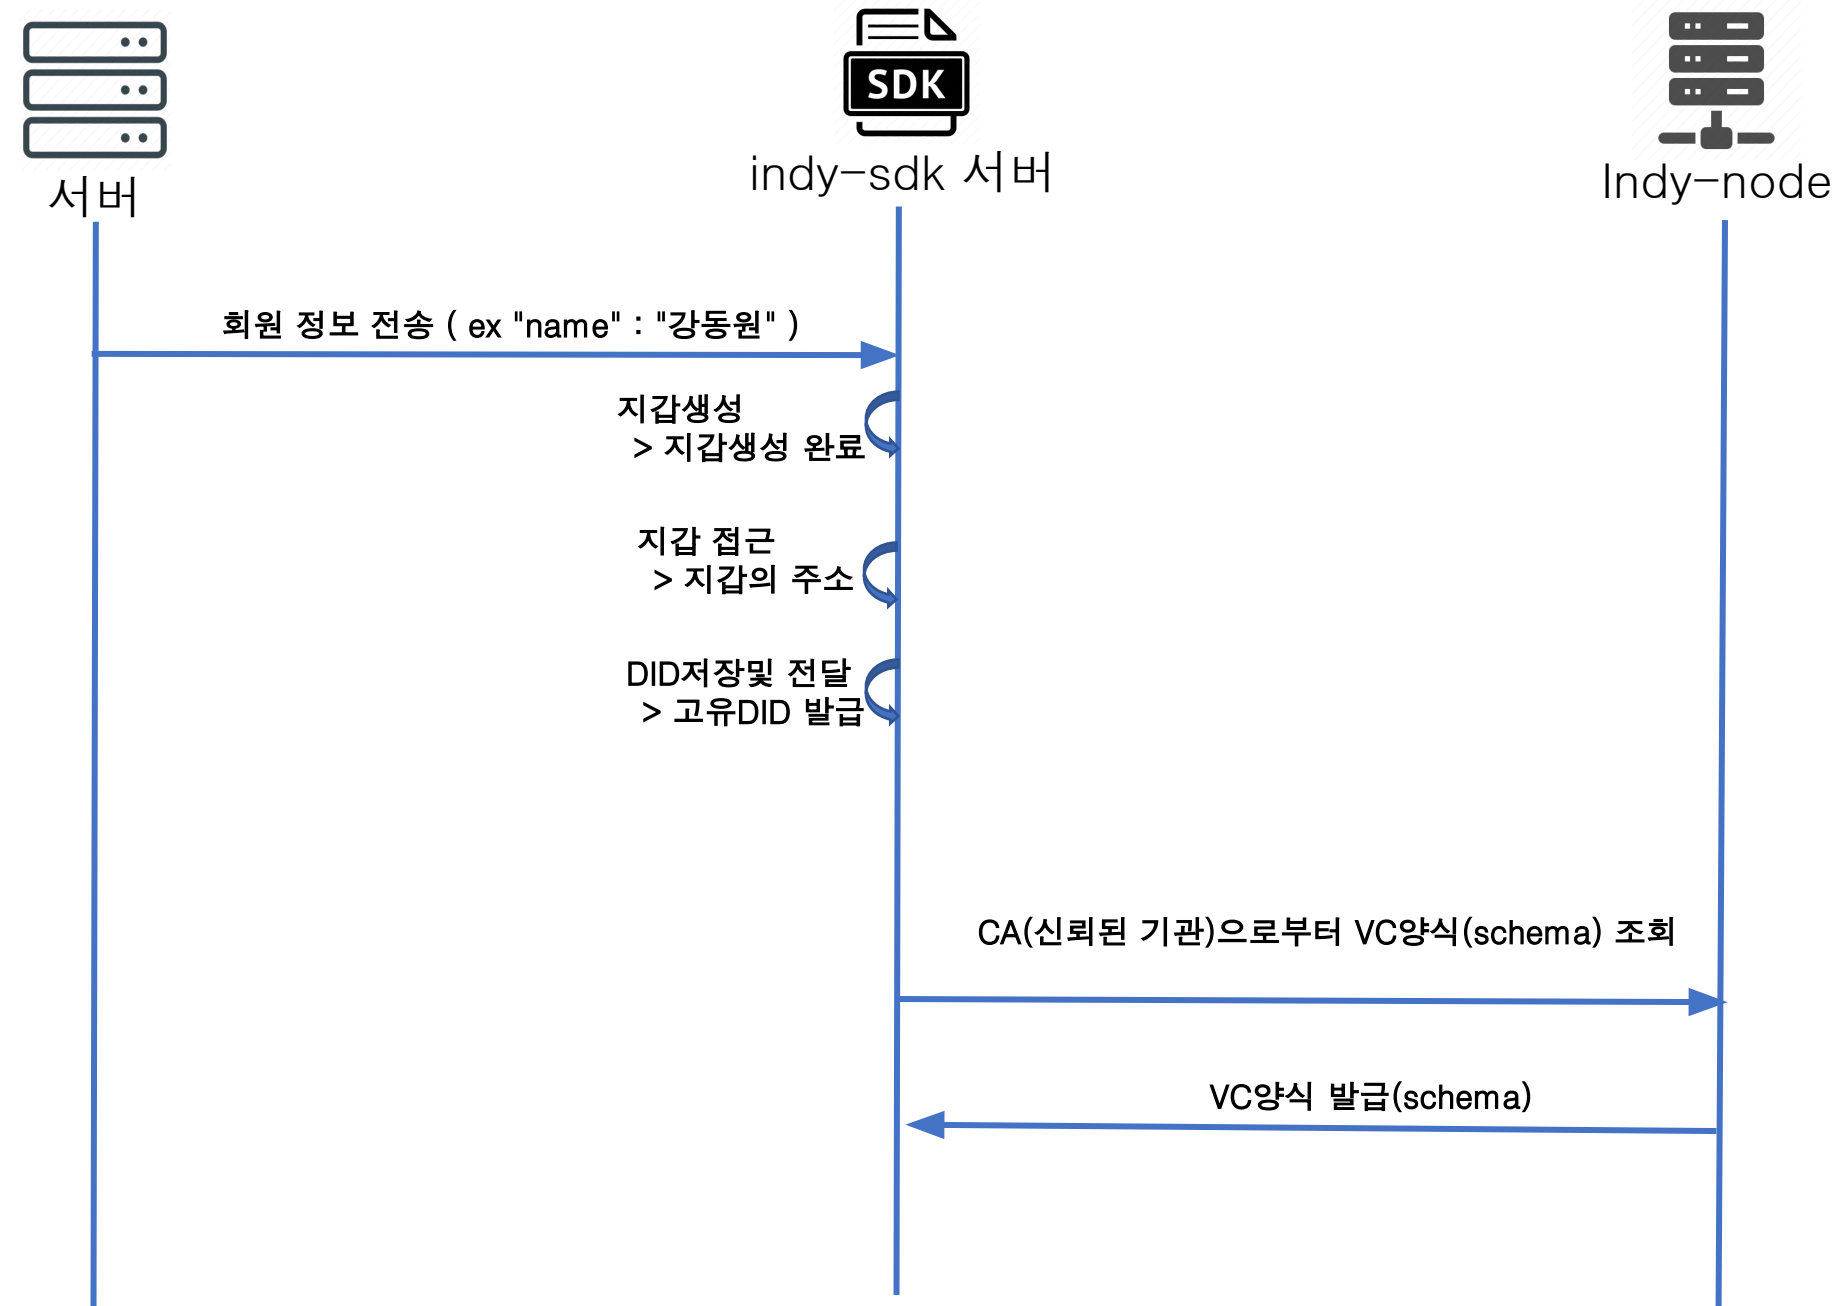 SDK
서버
indy-sdk 서버
Indy-node
회원 정보 전송 ( ex "name" : "강동원" )
지갑생성
> 지갑생성 완료
지갑 접근
> 지갑의 주소
DID저장및 전달
> 고유DID 발급
CA(신뢰된 기관)으로부터 VC양식(schema) 조회
VC양식 발급(schema)